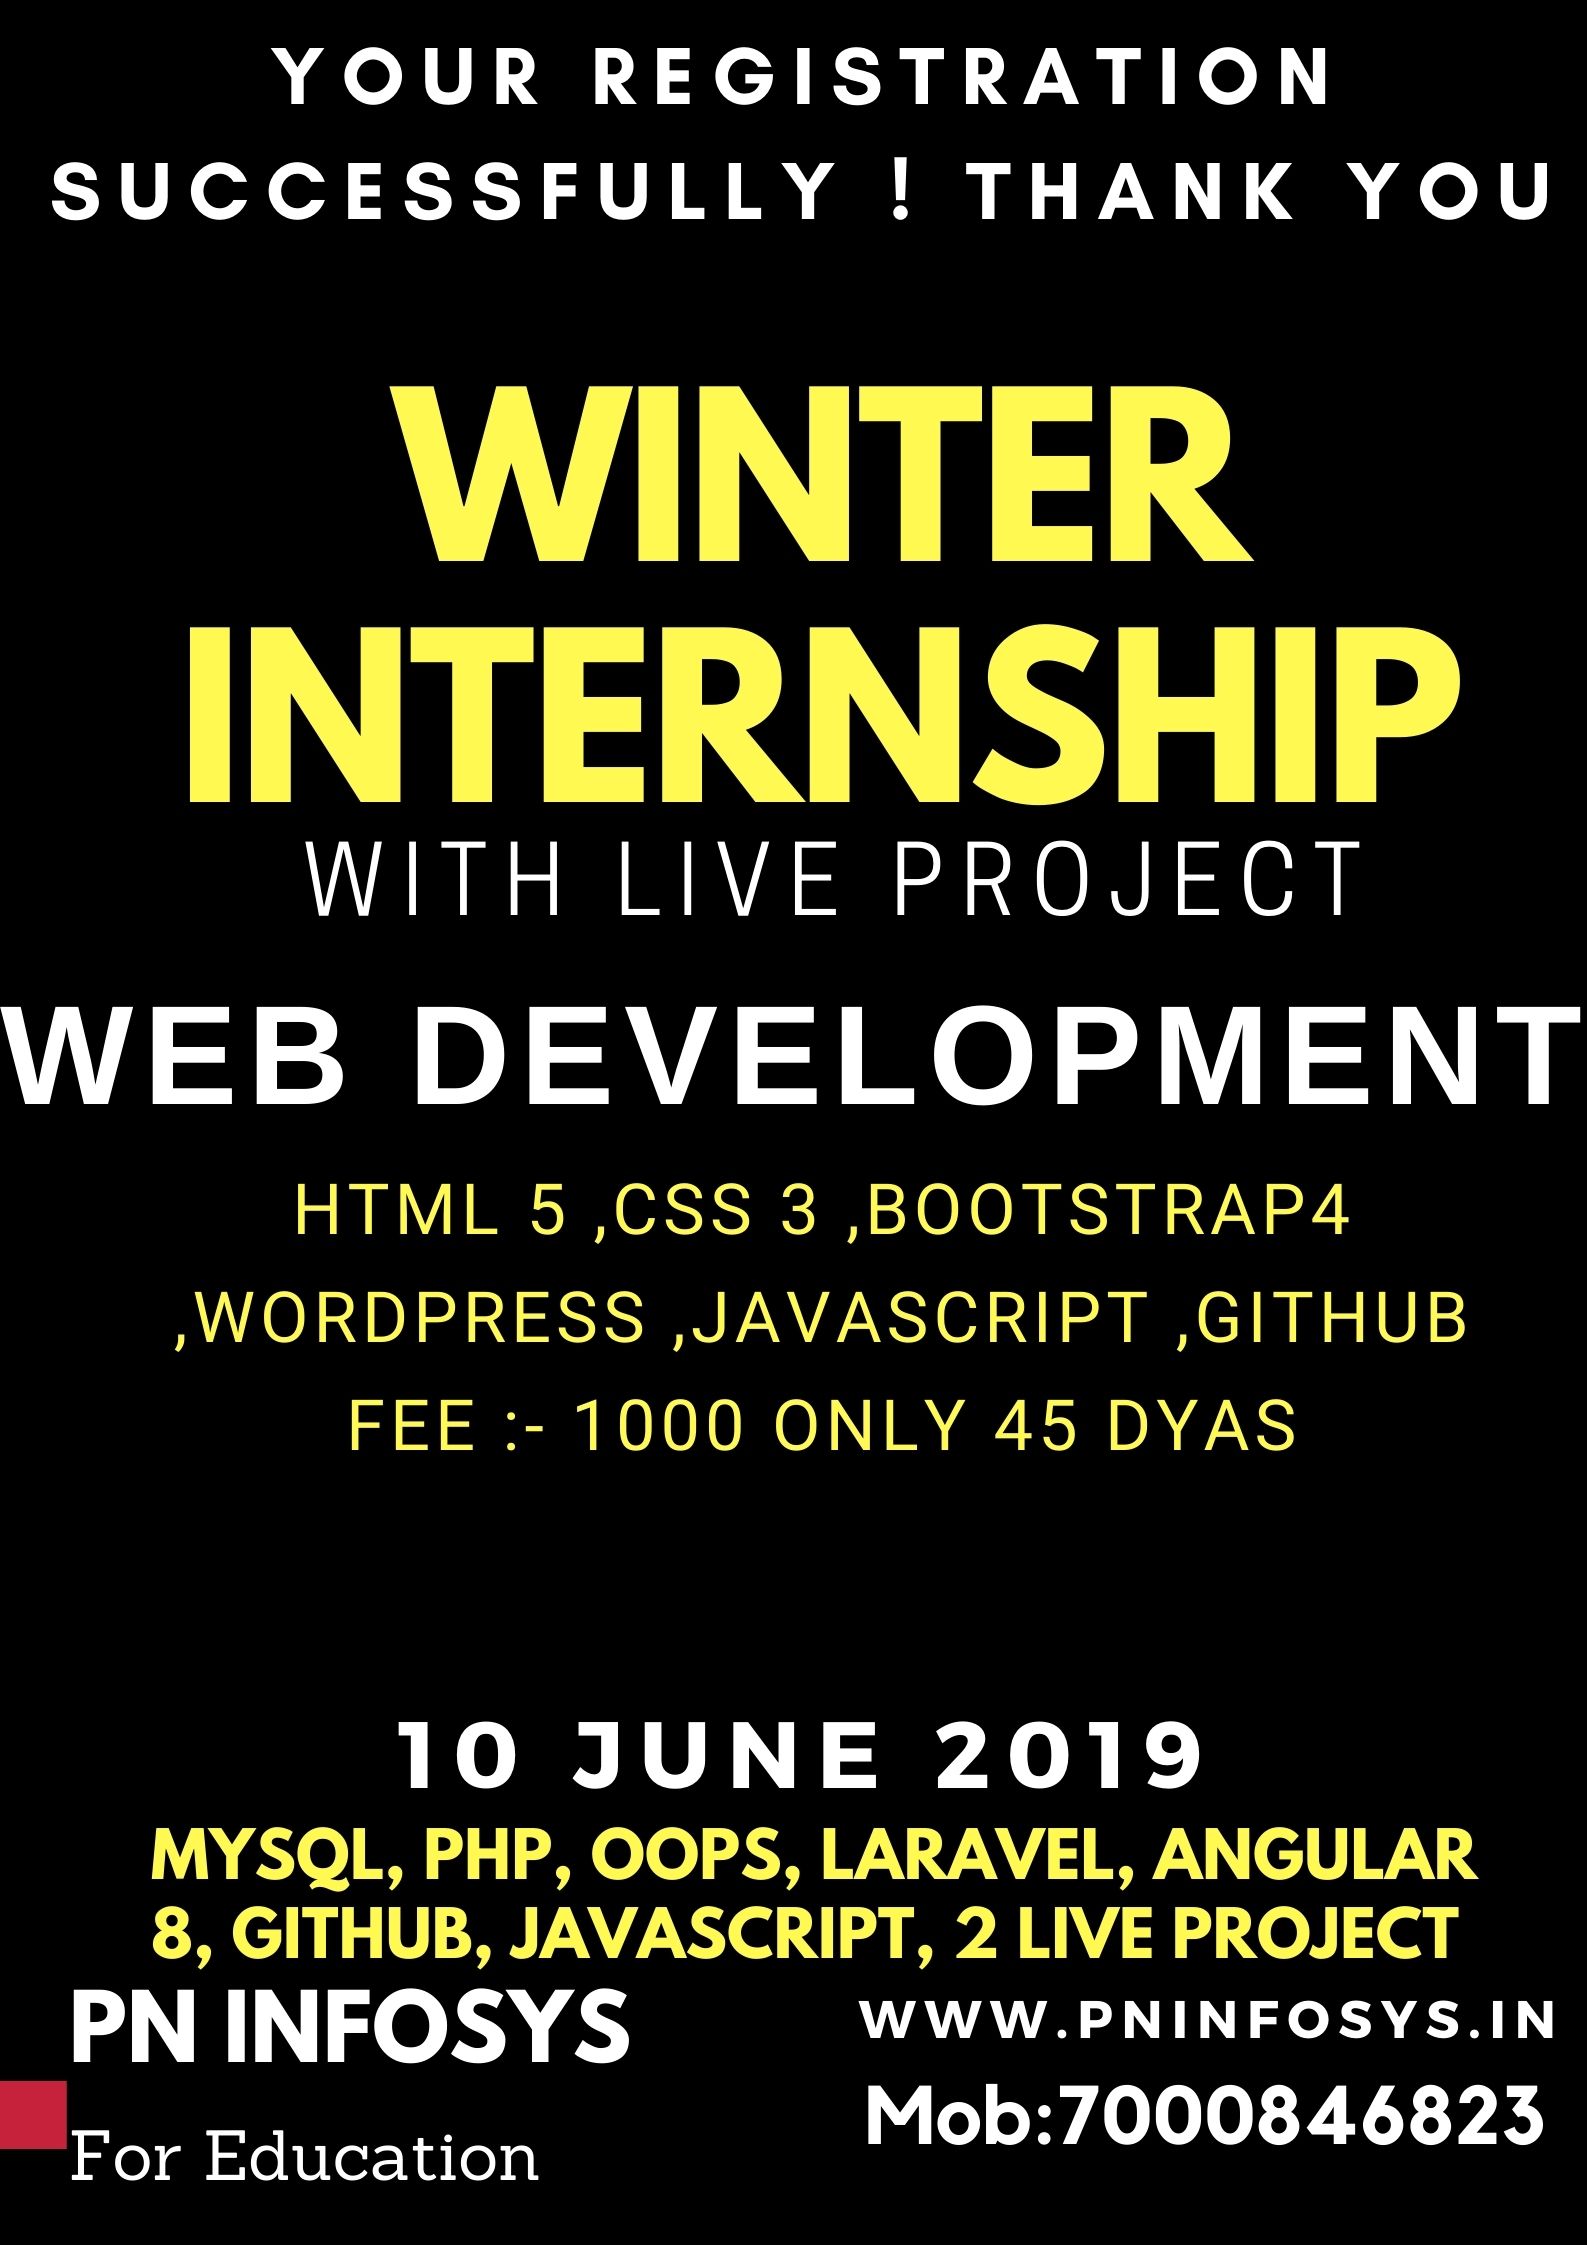 YOUR REGISTRATION
SUCCESSFULLY ! THANK YOU
WINTER
INTERNSHIP
WITH LIVE PROJECT
WEB DEVELOPMENT
HTML 5 ,CSS 3 ,BOOTSTRAP4
,WORDPRESS ,JAVASCRIPT ,GITHUB
FEE :- 1000 ONLY 45 DYAS
10 JUNE 2019
MYSQL, PHP, OOPS, LARAVEL, ANGULAR
8, GITHUB, JAVASCRIPT, 2 LIVE PROJECT
PN INFOSYS
For Education
WWW.PNINFOSYS.IN
Mob:7000846823